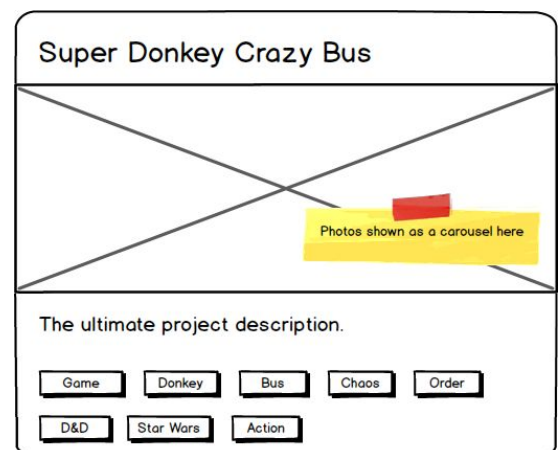 Super Donkey Crazy Bus
Photos shown as a carousel here
The ultimate project description.
Game Donkey Bus Chaos Order
D&D Star Wars Action